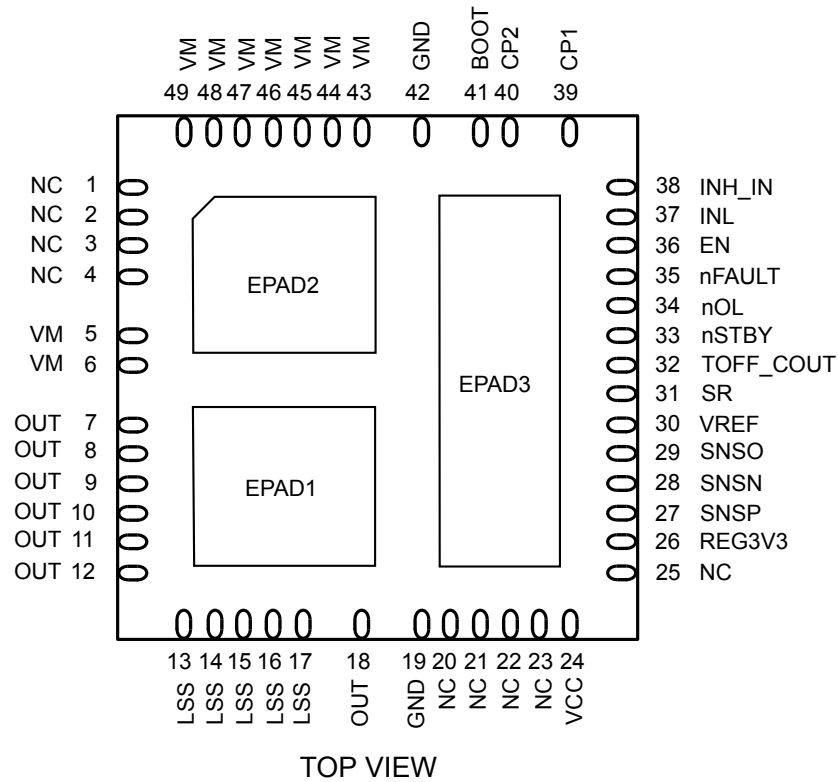 VM VM VM VM VM VM VM GND BOOT CP2 CP1
49 48 47 46 45 44 43 42 41 40 39
NC 1
NC 2
NC 3
NC 4
VM 5
VM 6
OUT 7
OUT 8
OUT 9
OUT 10
OUT 11
OUT 12
EPAD2
EPAD1
EPAD3
38 INH_IN
37 INL
36 EN
35 nFAULT
34 nOL
33 nSTBY
32 TOFF_COUT
31 SR
30 VREF
29 SNSO
28 SNSN
27 SNSP
26 REG3V3
25 NC
13 14 15 16 17 18 19 20 21 22 23 24
LSS LSS LSS LSS LSS OUT GND NC NC NC NC VCC
TOP VIEW